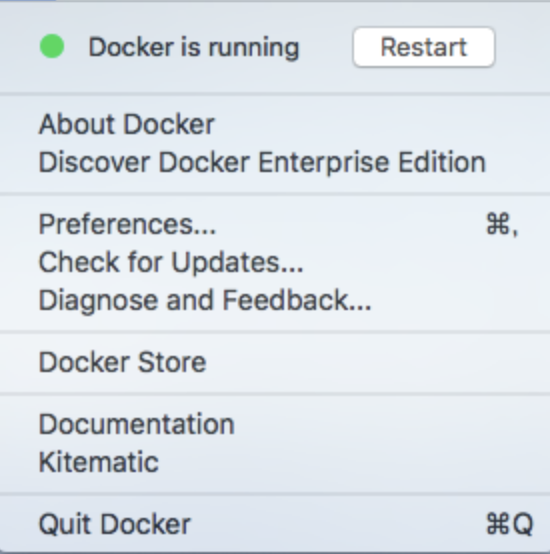 Docker is running Restart
About Docker
Discover Docker Enterprise Edition
Preferences... ⌘,
Check for Updates...
Diagnose and Feedback...
Docker Store
Documentation
Kitematic
Quit Docker ⌘Q